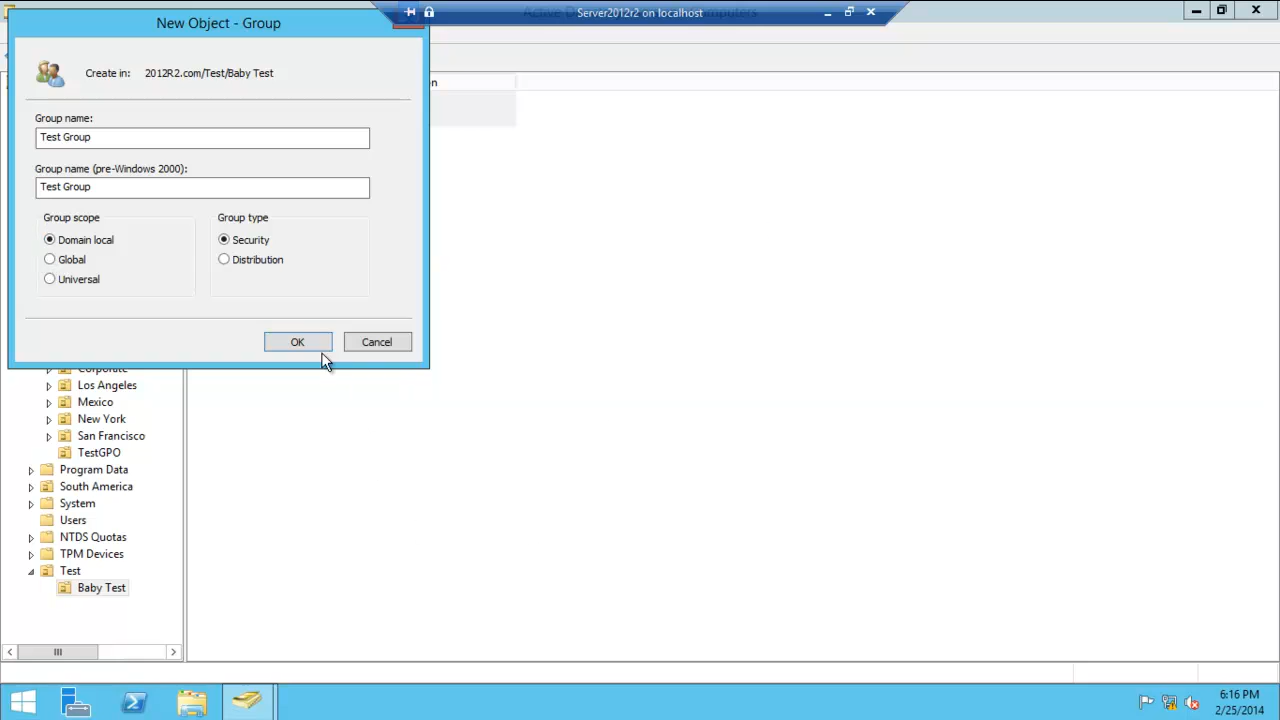 New Object - Group
Server2012r2 on localhost
Create in: 2012R2.com/Test/Baby Test
Group name:
Test Group
Group name (pre-Windows 2000):
Test Group
Group scope
Group type
Domain local
Security
Global
Distribution
Universal
OK
Cancel
Corporate
Los Angeles
Mexico
New York
San Francisco
TestGPO
Program Data
South America
System
Users
NTDS Quotas
TPM Devices
Test
Baby Test
6:16 PM
2/25/2014